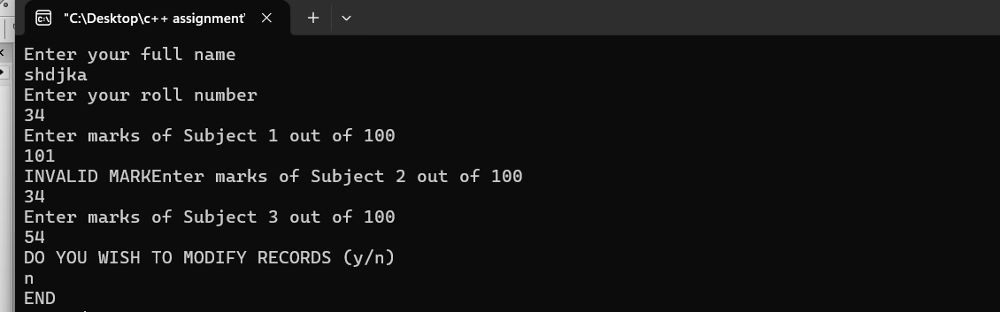 "C:\Desktop\c++ assignment'
Enter your full name
shdjka
Enter your roll number
34
Enter marks of Subject 1 out of 100
101
INVALID MARKEnter marks of Subject 2 out of 100
34
Enter marks of Subject 3 out of 100
54
DO YOU WISH TO MODIFY RECORDS (y/n)
n
END